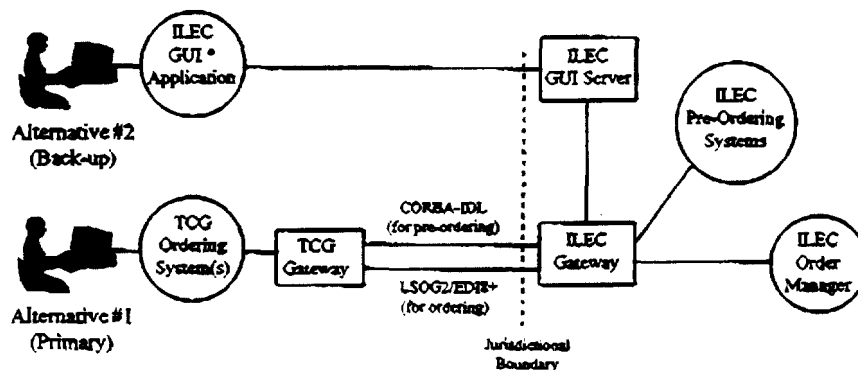 ILEC
GUI *
Application
ILEC
GUI Server
ILEC
Pre-Ordering
Systems
Alternative #2
(Back-up)
CORBA-IDL
(for pre-ordering)
TCG
Ordering
System(s)
TCG
Gateway
ILEC
Gateway
ILEC
Order
Manager
LSOG2/EDI8+
(for ordering)
Alternative #1
(Primary)
Jurisdictional
Boundary